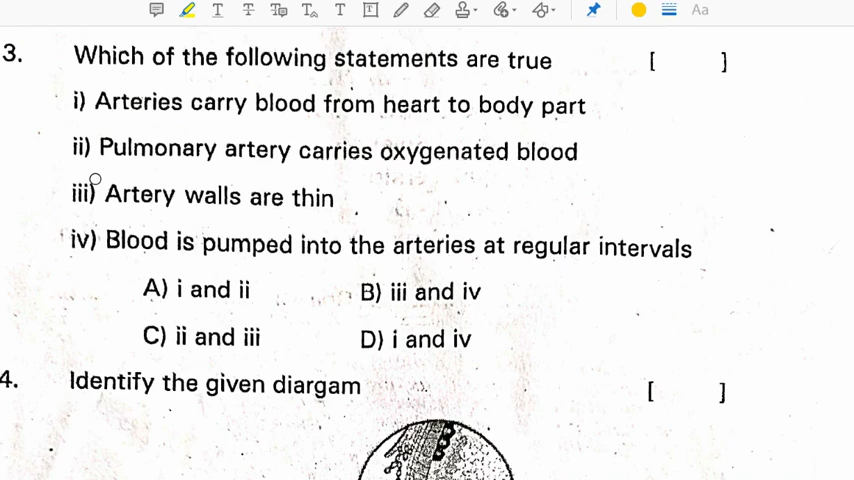 3. Which of the following statements are true [ ]
i) Arteries carry blood from heart to body part
ii) Pulmonary artery carries oxygenated blood
iii) Artery walls are thin
iv) Blood is pumped into the arteries at regular intervals
A) i and ii B) iii and iv
C) ii and iii D) i and iv
4. Identify the given diargam [ ]
Aa